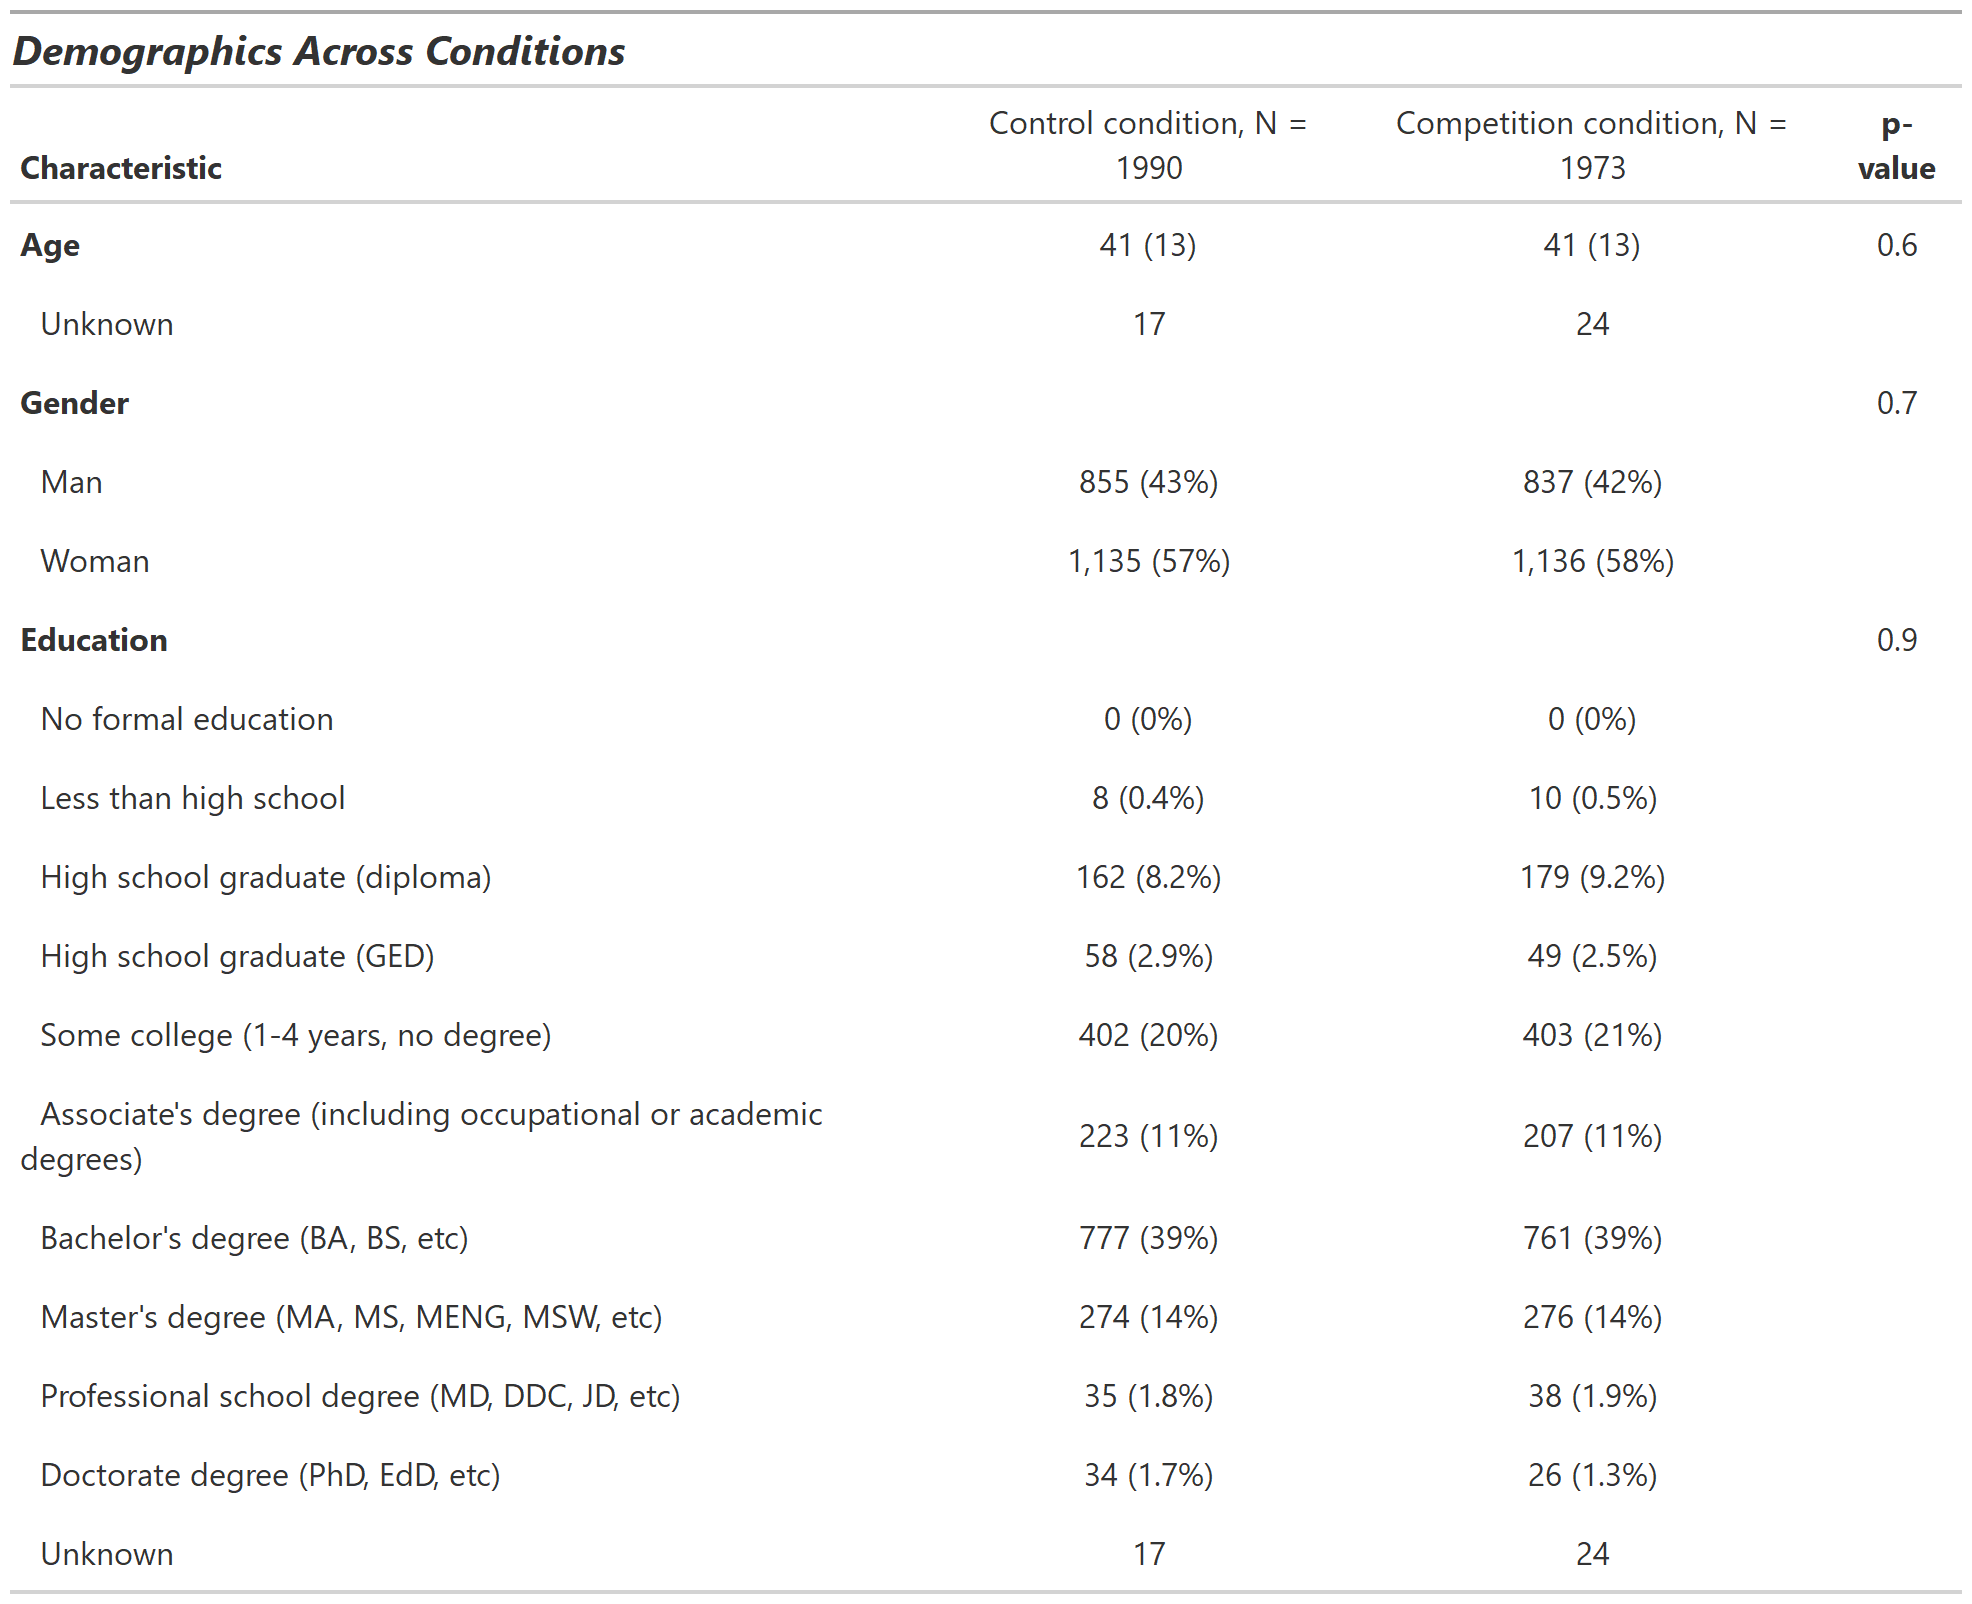 Demographics Across Conditions
Characteristic Control condition, N = 1990 Competition condition, N = 1973 p-value
Age 41 (13) 41 (13) 0.6
Unknown 17 24
Gender 0.7
Man 855 (43%) 837 (42%)
Woman 1,135 (57%) 1,136 (58%)
Education 0.9
No formal education 0 (0%) 0 (0%)
Less than high school 8 (0.4%) 10 (0.5%)
High school graduate (diploma) 162 (8.2%) 179 (9.2%)
High school graduate (GED) 58 (2.9%) 49 (2.5%)
Some college (1-4 years, no degree) 402 (20%) 403 (21%)
Associate's degree (including occupational or academic degrees) 223 (11%) 207 (11%)
Bachelor's degree (BA, BS, etc) 777 (39%) 761 (39%)
Master's degree (MA, MS, MENG, MSW, etc) 274 (14%) 276 (14%)
Professional school degree (MD, DDC, JD, etc) 35 (1.8%) 38 (1.9%)
Doctorate degree (PhD, EdD, etc) 34 (1.7%) 26 (1.3%)
Unknown 17 24